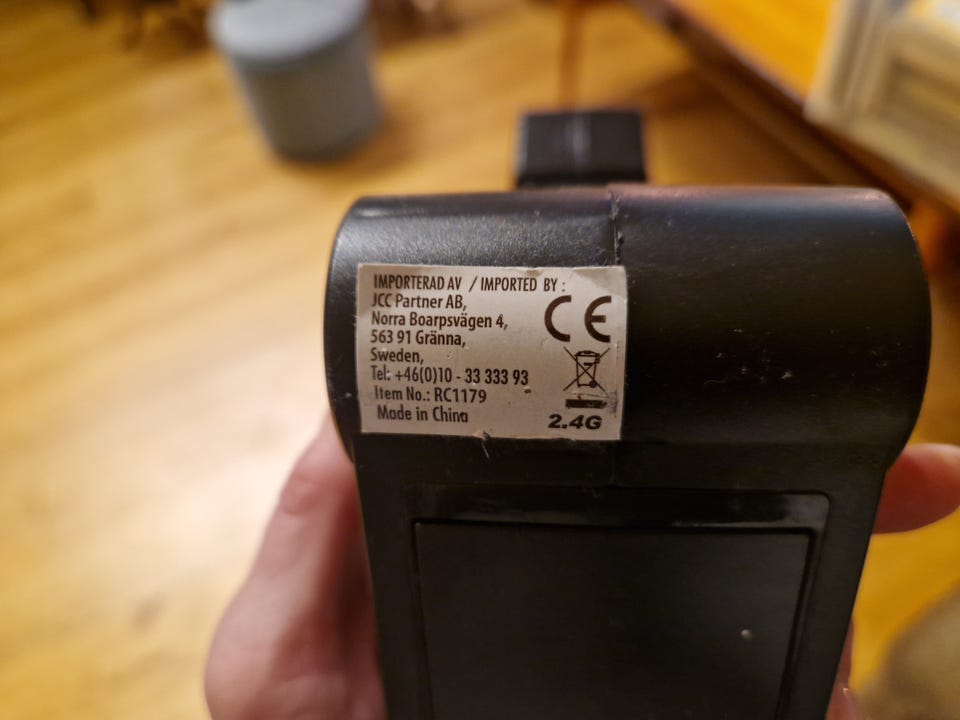 IMPORTERAD AV / IMPORTED BY :
JCC Partner AB,
Norra Boarpsvägen 4,
563 91 Gränna,
Sweden,
Tel: +46(0)10 - 33 333 93
Item No.: RC1179
Made in China
CE
2.4G